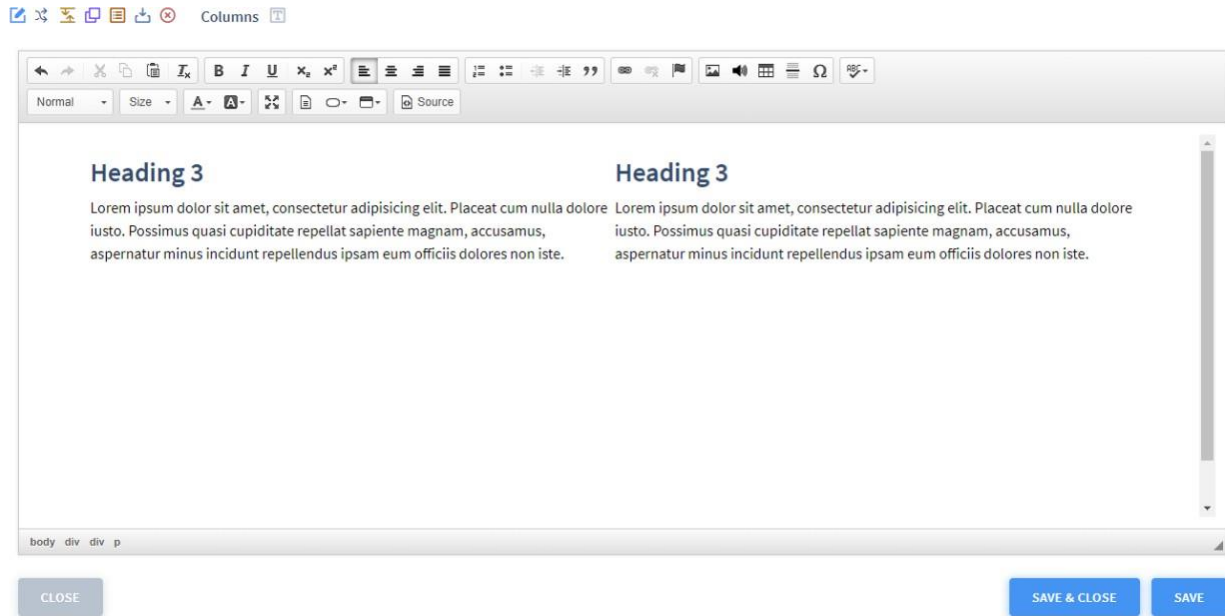 Columns T
B I U x₂ x² ABC
Normal Size A A Source
Heading 3
Lorem ipsum dolor sit amet, consectetur adipisicing elit. Placeat cum nulla dolore
iusto. Possimus quasi cupiditate repellat sapiente magnam, accusamus,
aspernatur minus incidunt repellendus ipsam eum officiis dolores non iste.
Heading 3
Lorem ipsum dolor sit amet, consectetur adipisicing elit. Placeat cum nulla dolore
iusto. Possimus quasi cupiditate repellat sapiente magnam, accusamus,
aspernatur minus incidunt repellendus ipsam eum officiis dolores non iste.
body div div p
CLOSE
SAVE & CLOSE
SAVE